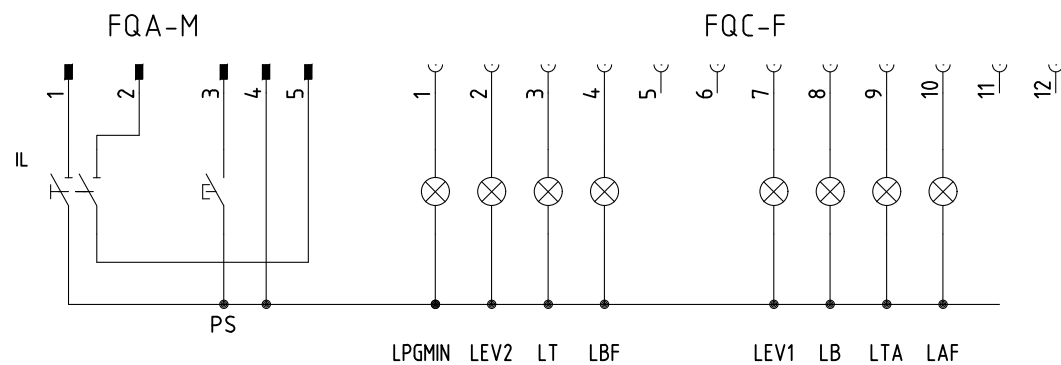 FQA-M FQC-F
1 2 3 4 5 1 2 3 4 5 6 7 8 9 10 11 12
IL
PS
LPGMIN LEV2 LT LBF LEV1 LB LTA LAF